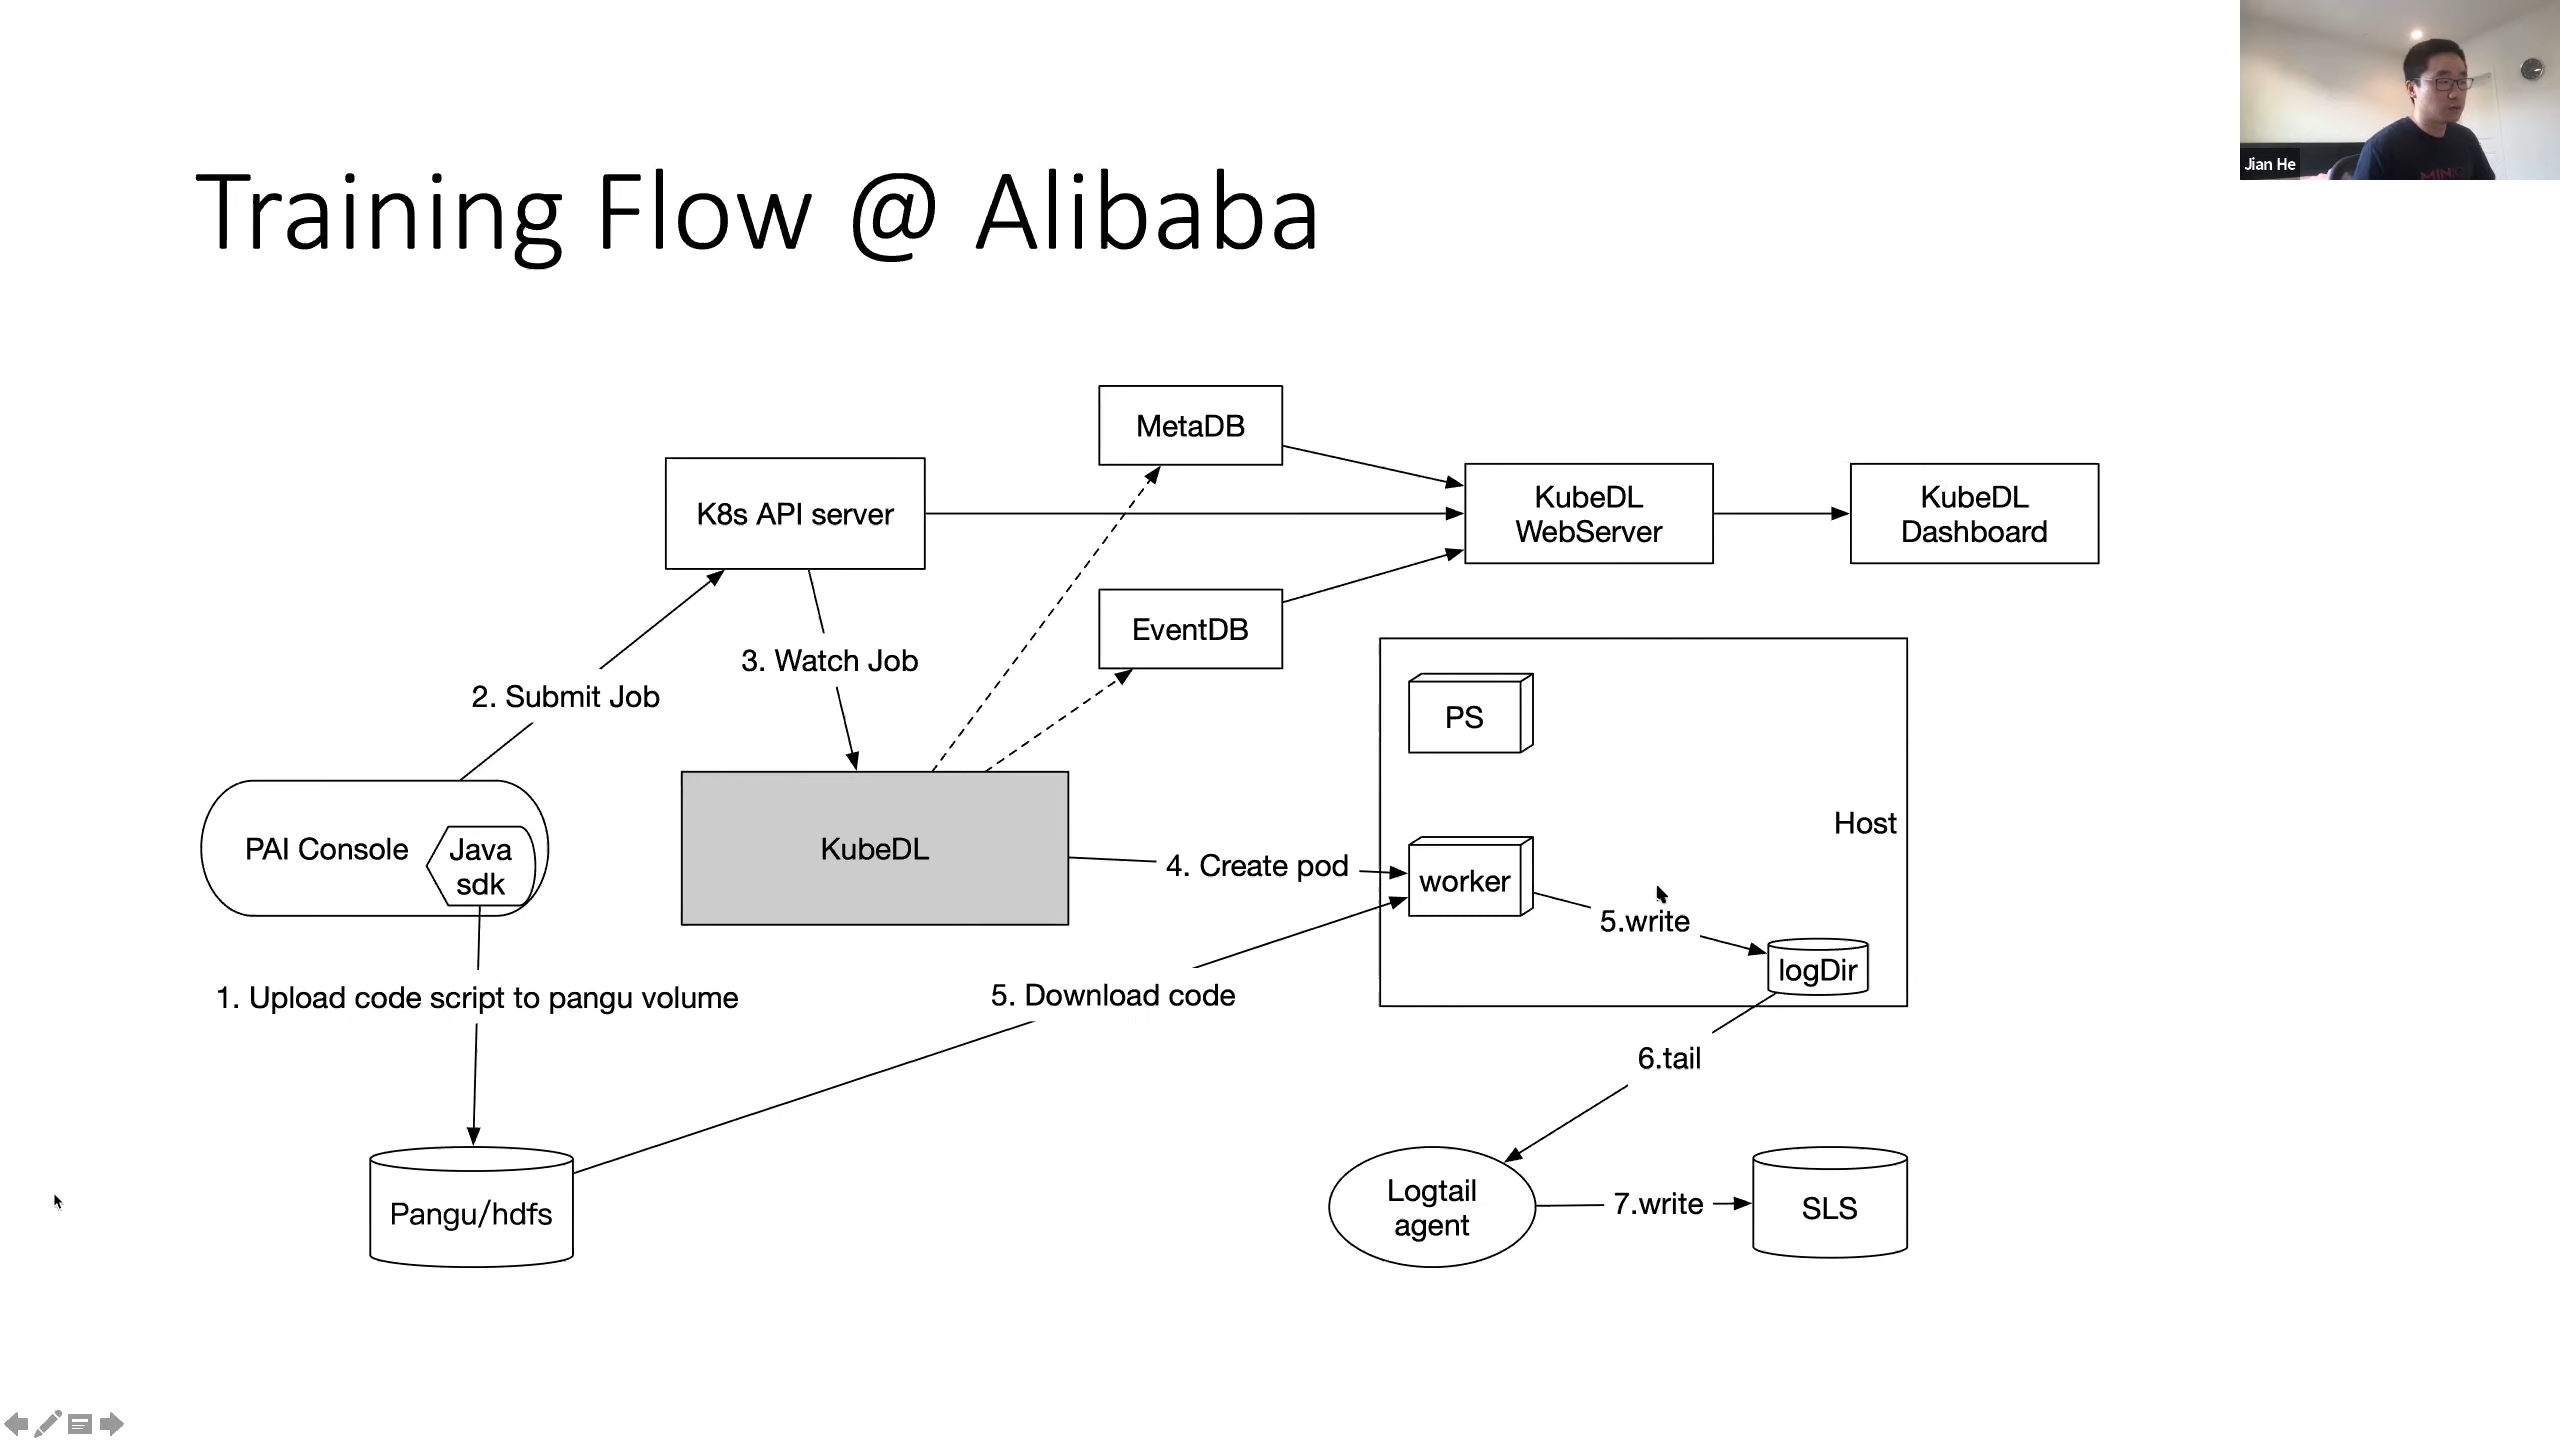 Jian He
Training Flow @ Alibaba
MetaDB
K8s API server
KubeDL
WebServer
KubeDL
Dashboard
EventDB
3. Watch Job
2. Submit Job
PS
Host
PAI Console
Java
sdk
KubeDL
4. Create pod
worker
5.write
logDir
1. Upload code script to pangu volume
5. Download code
6.tail
Pangu/hdfs
Logtail
agent
7.write
SLS